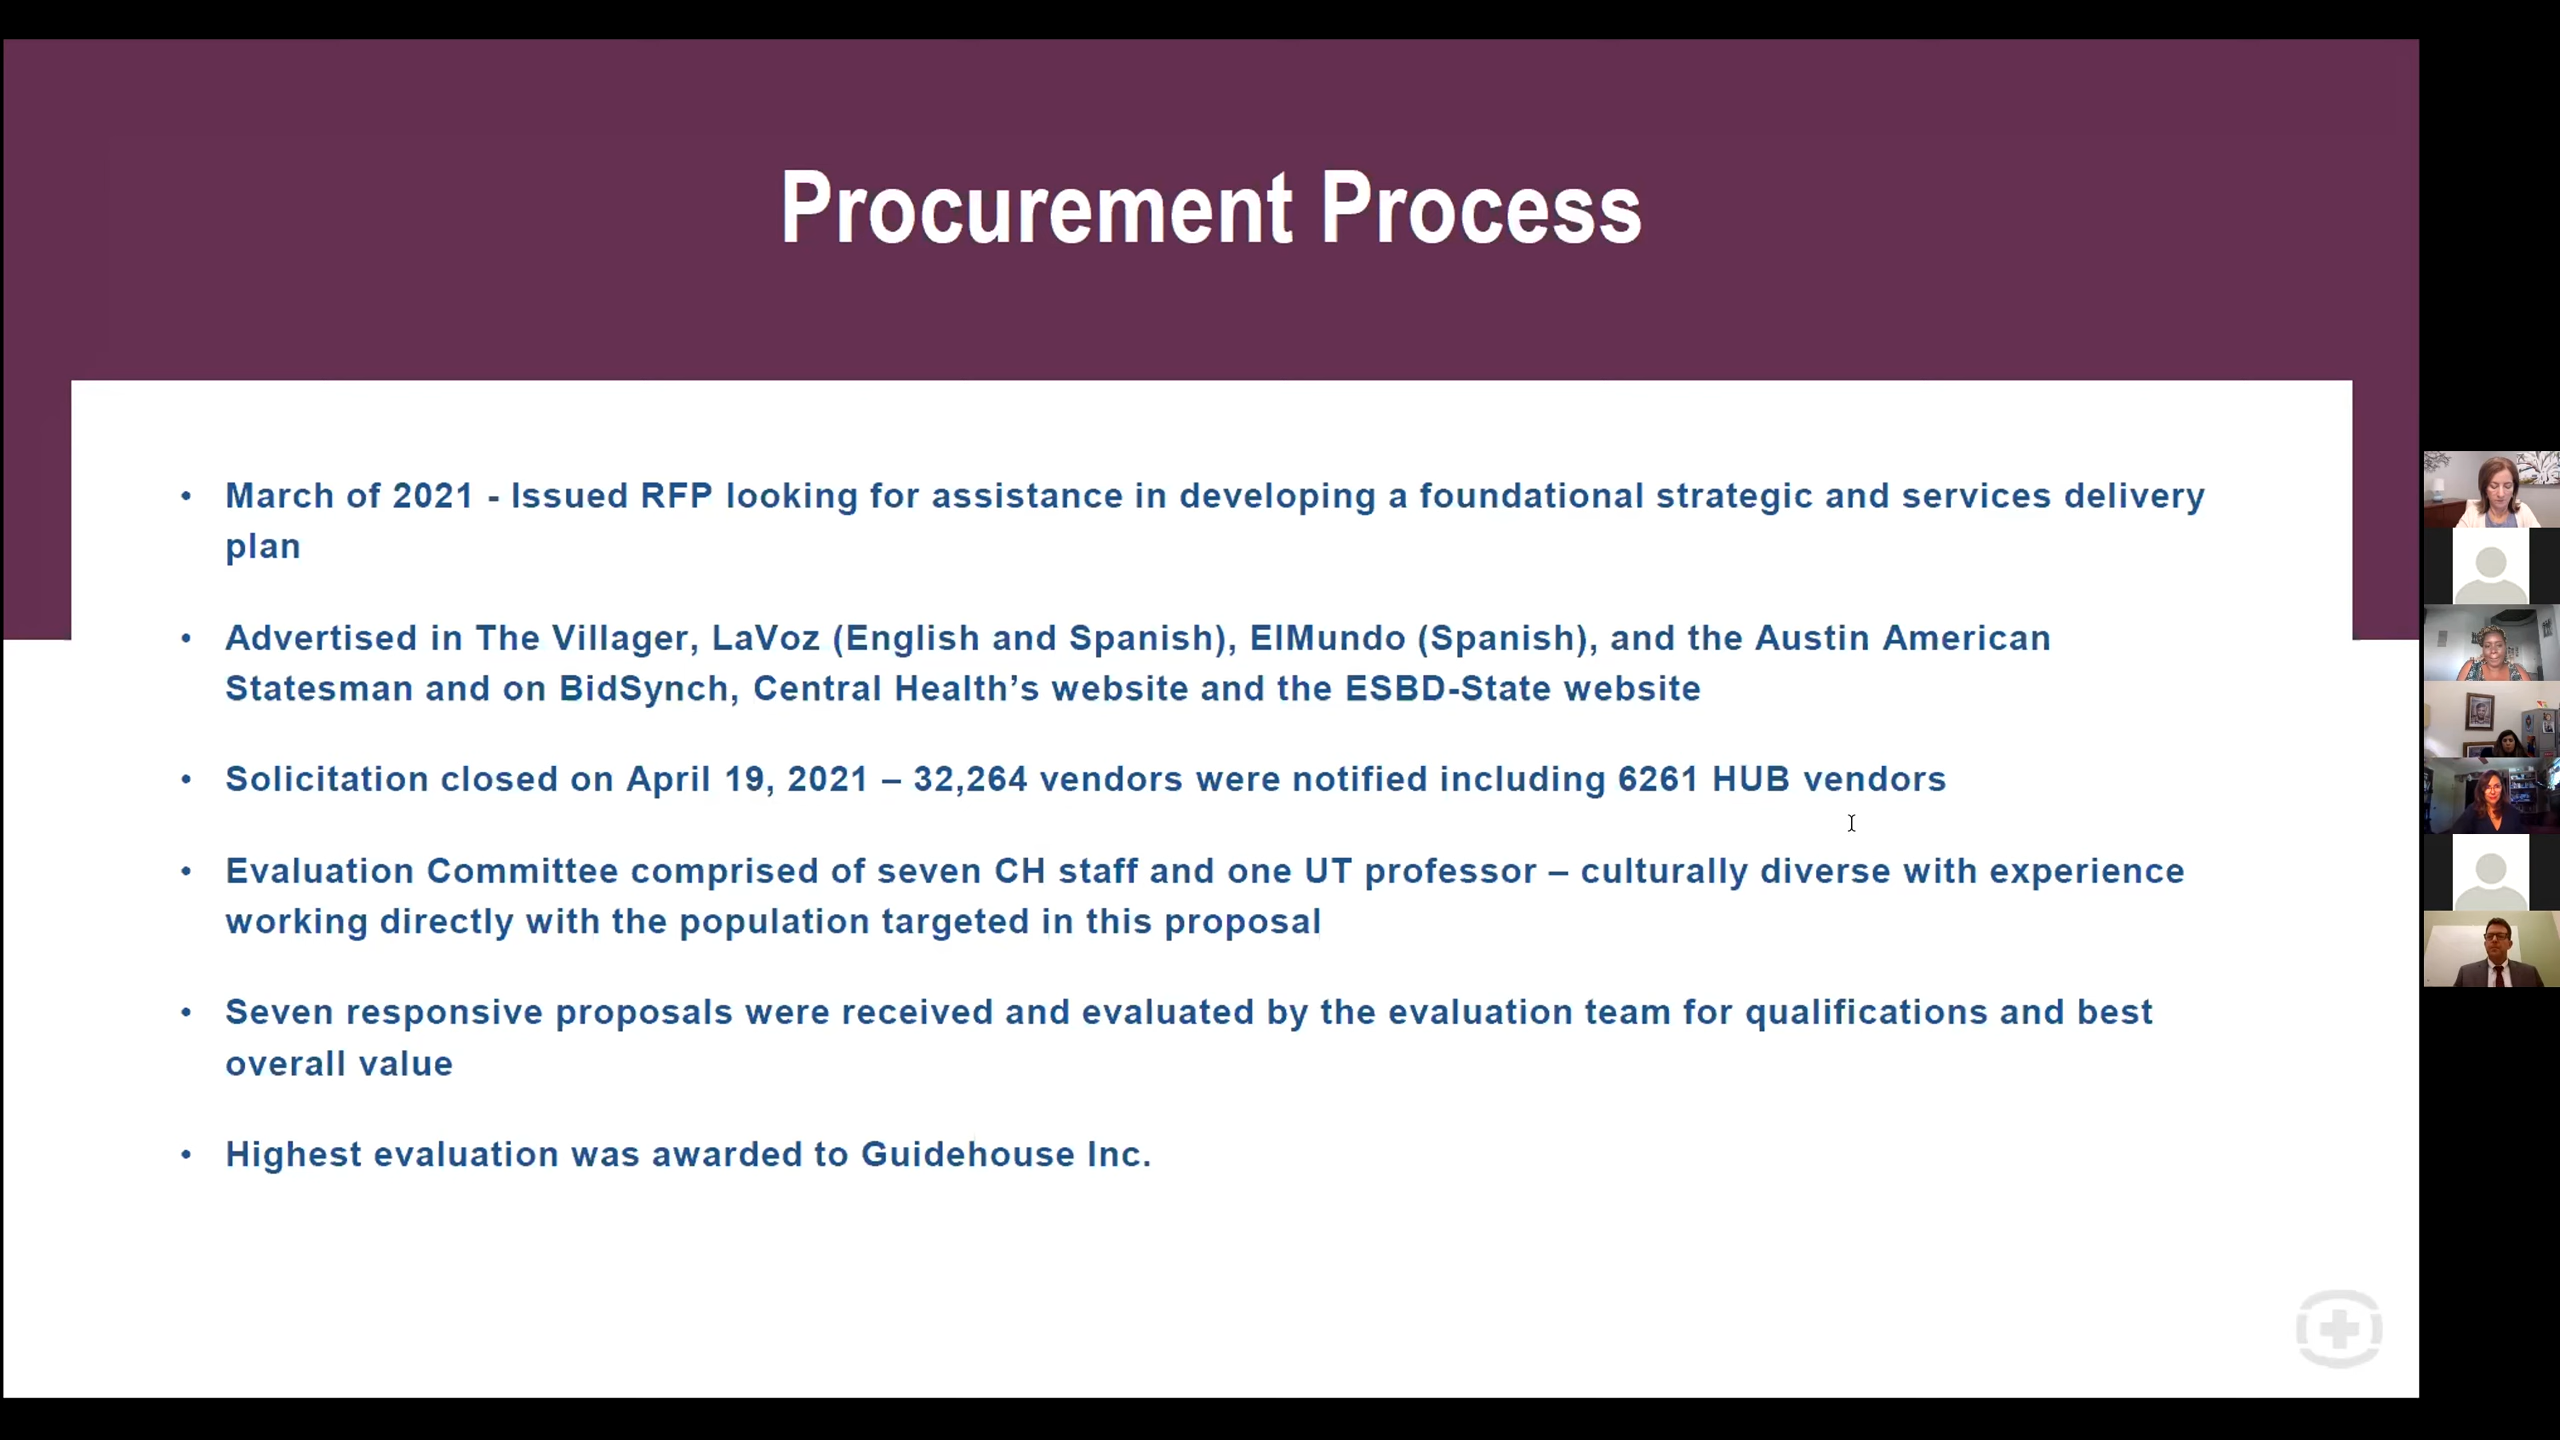 Procurement Process
• March of 2021 - Issued RFP looking for assistance in developing a foundational strategic and services delivery
plan
• Advertised in The Villager, LaVoz (English and Spanish), ElMundo (Spanish), and the Austin American
Statesman and on BidSynch, Central Health’s website and the ESBD-State website
• Solicitation closed on April 19, 2021 – 32,264 vendors were notified including 6261 HUB vendors
• Evaluation Committee comprised of seven CH staff and one UT professor – culturally diverse with experience
working directly with the population targeted in this proposal
• Seven responsive proposals were received and evaluated by the evaluation team for qualifications and best
overall value
• Highest evaluation was awarded to Guidehouse Inc.